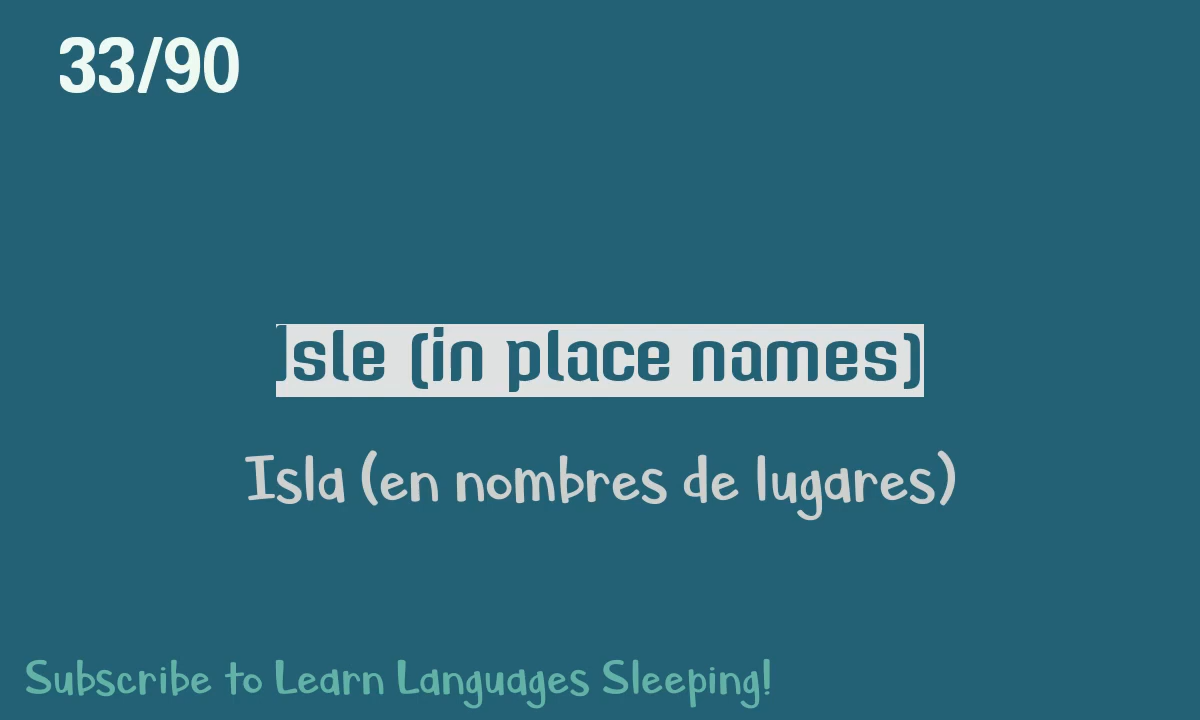 33/90
Isle (in place names)
Isla (en nombres de lugares)
Subscribe to Learn Languages Sleeping!